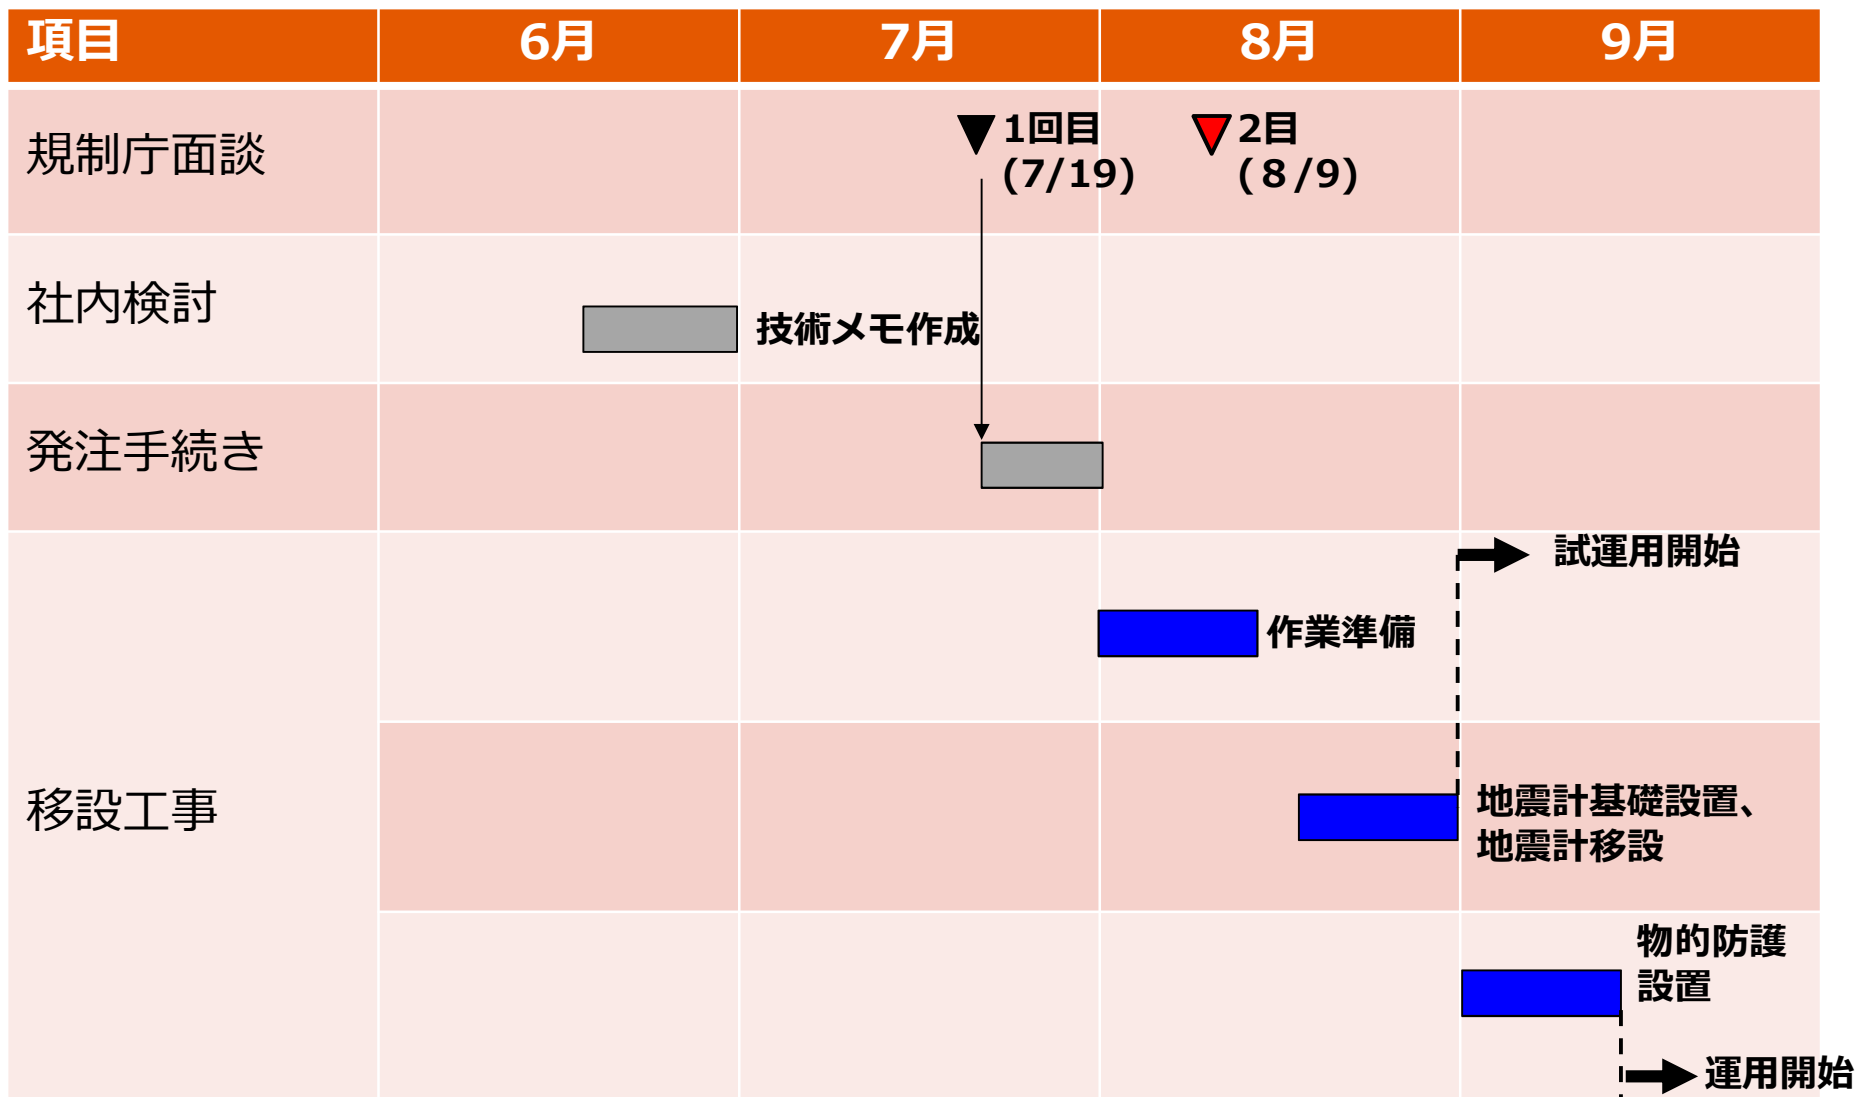 項目 6月 7月 8月 9月
規制庁面談
1回目
(7/19)
2目
(８/9)
社内検討
技術メモ作成
発注手続き
移設工事
試運用開始
作業準備
地震計基礎設置、
地震計移設
物的防護
設置
運用開始